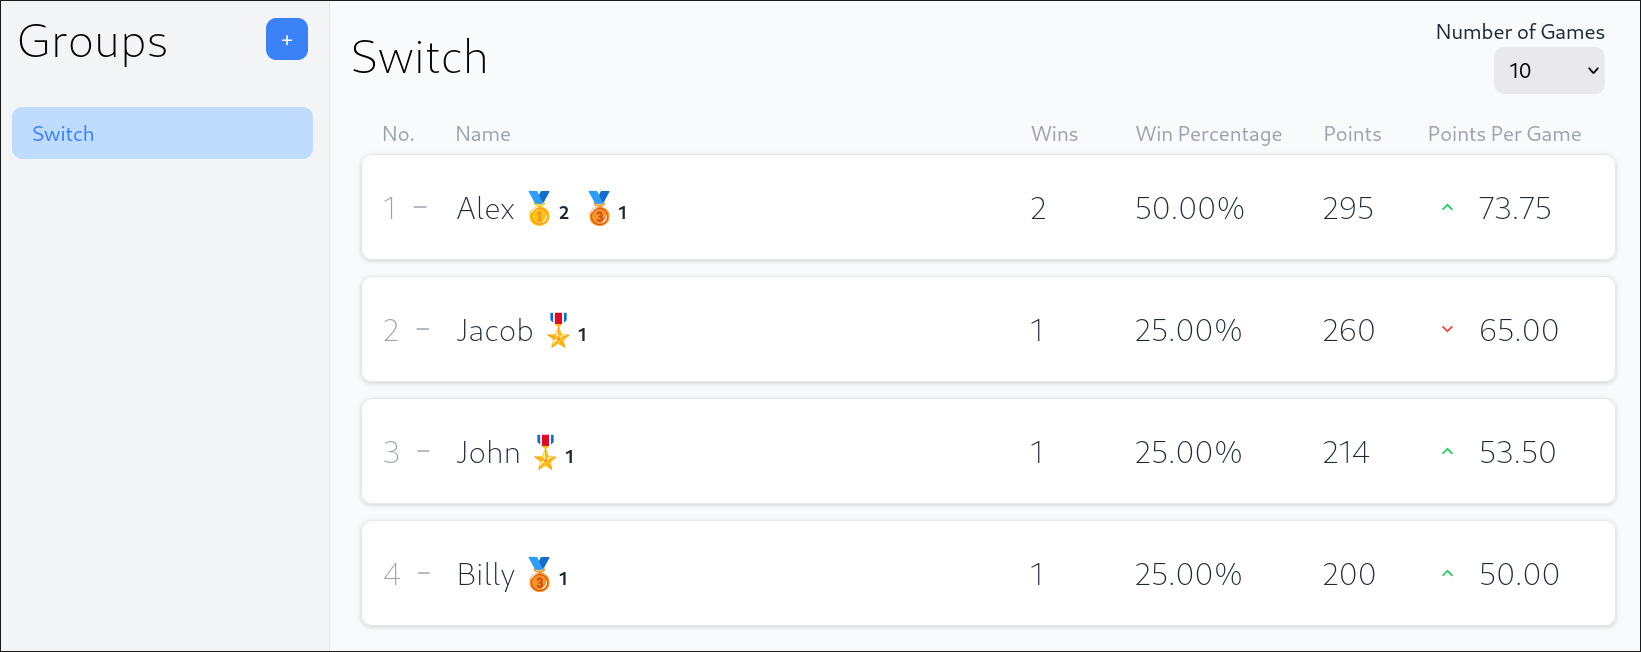 Groups +
Switch
Switch
Number of Games
10
No. Name Wins Win Percentage Points Points Per Game
1 – Alex 🥇2 🥉1 2 50.00% 295 73.75
2 – Jacob 🎖1 1 25.00% 260 65.00
3 – John 🎖1 1 25.00% 214 53.50
4 – Billy 🥉1 1 25.00% 200 50.00